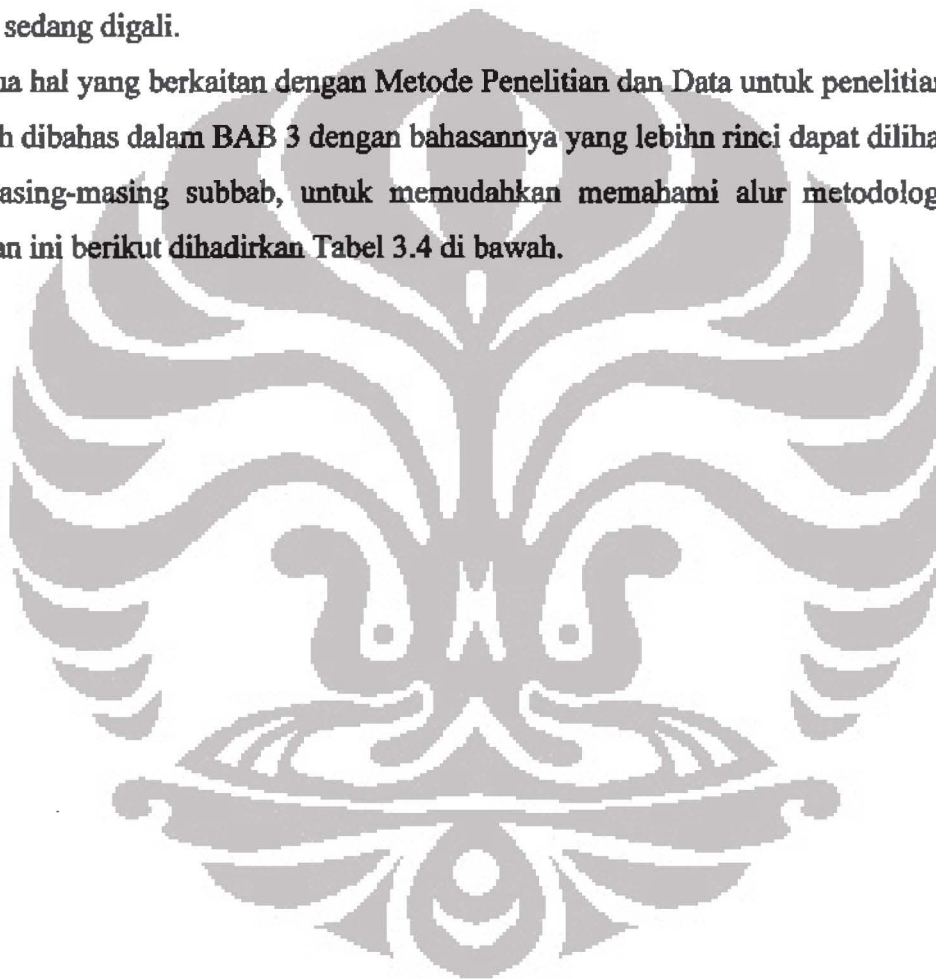 sedang digali.
ua hal yang berkaitan dengan Metode Penelitian dan Data untuk penelitian
h dibahas dalam BAB 3 dengan bahasannya yang lebihn rinci dapat diliha
asing-masing subbab, untuk memudahkan memahami alur metodolog
an ini berikut dihadirkan Tabel 3.4 di bawah.